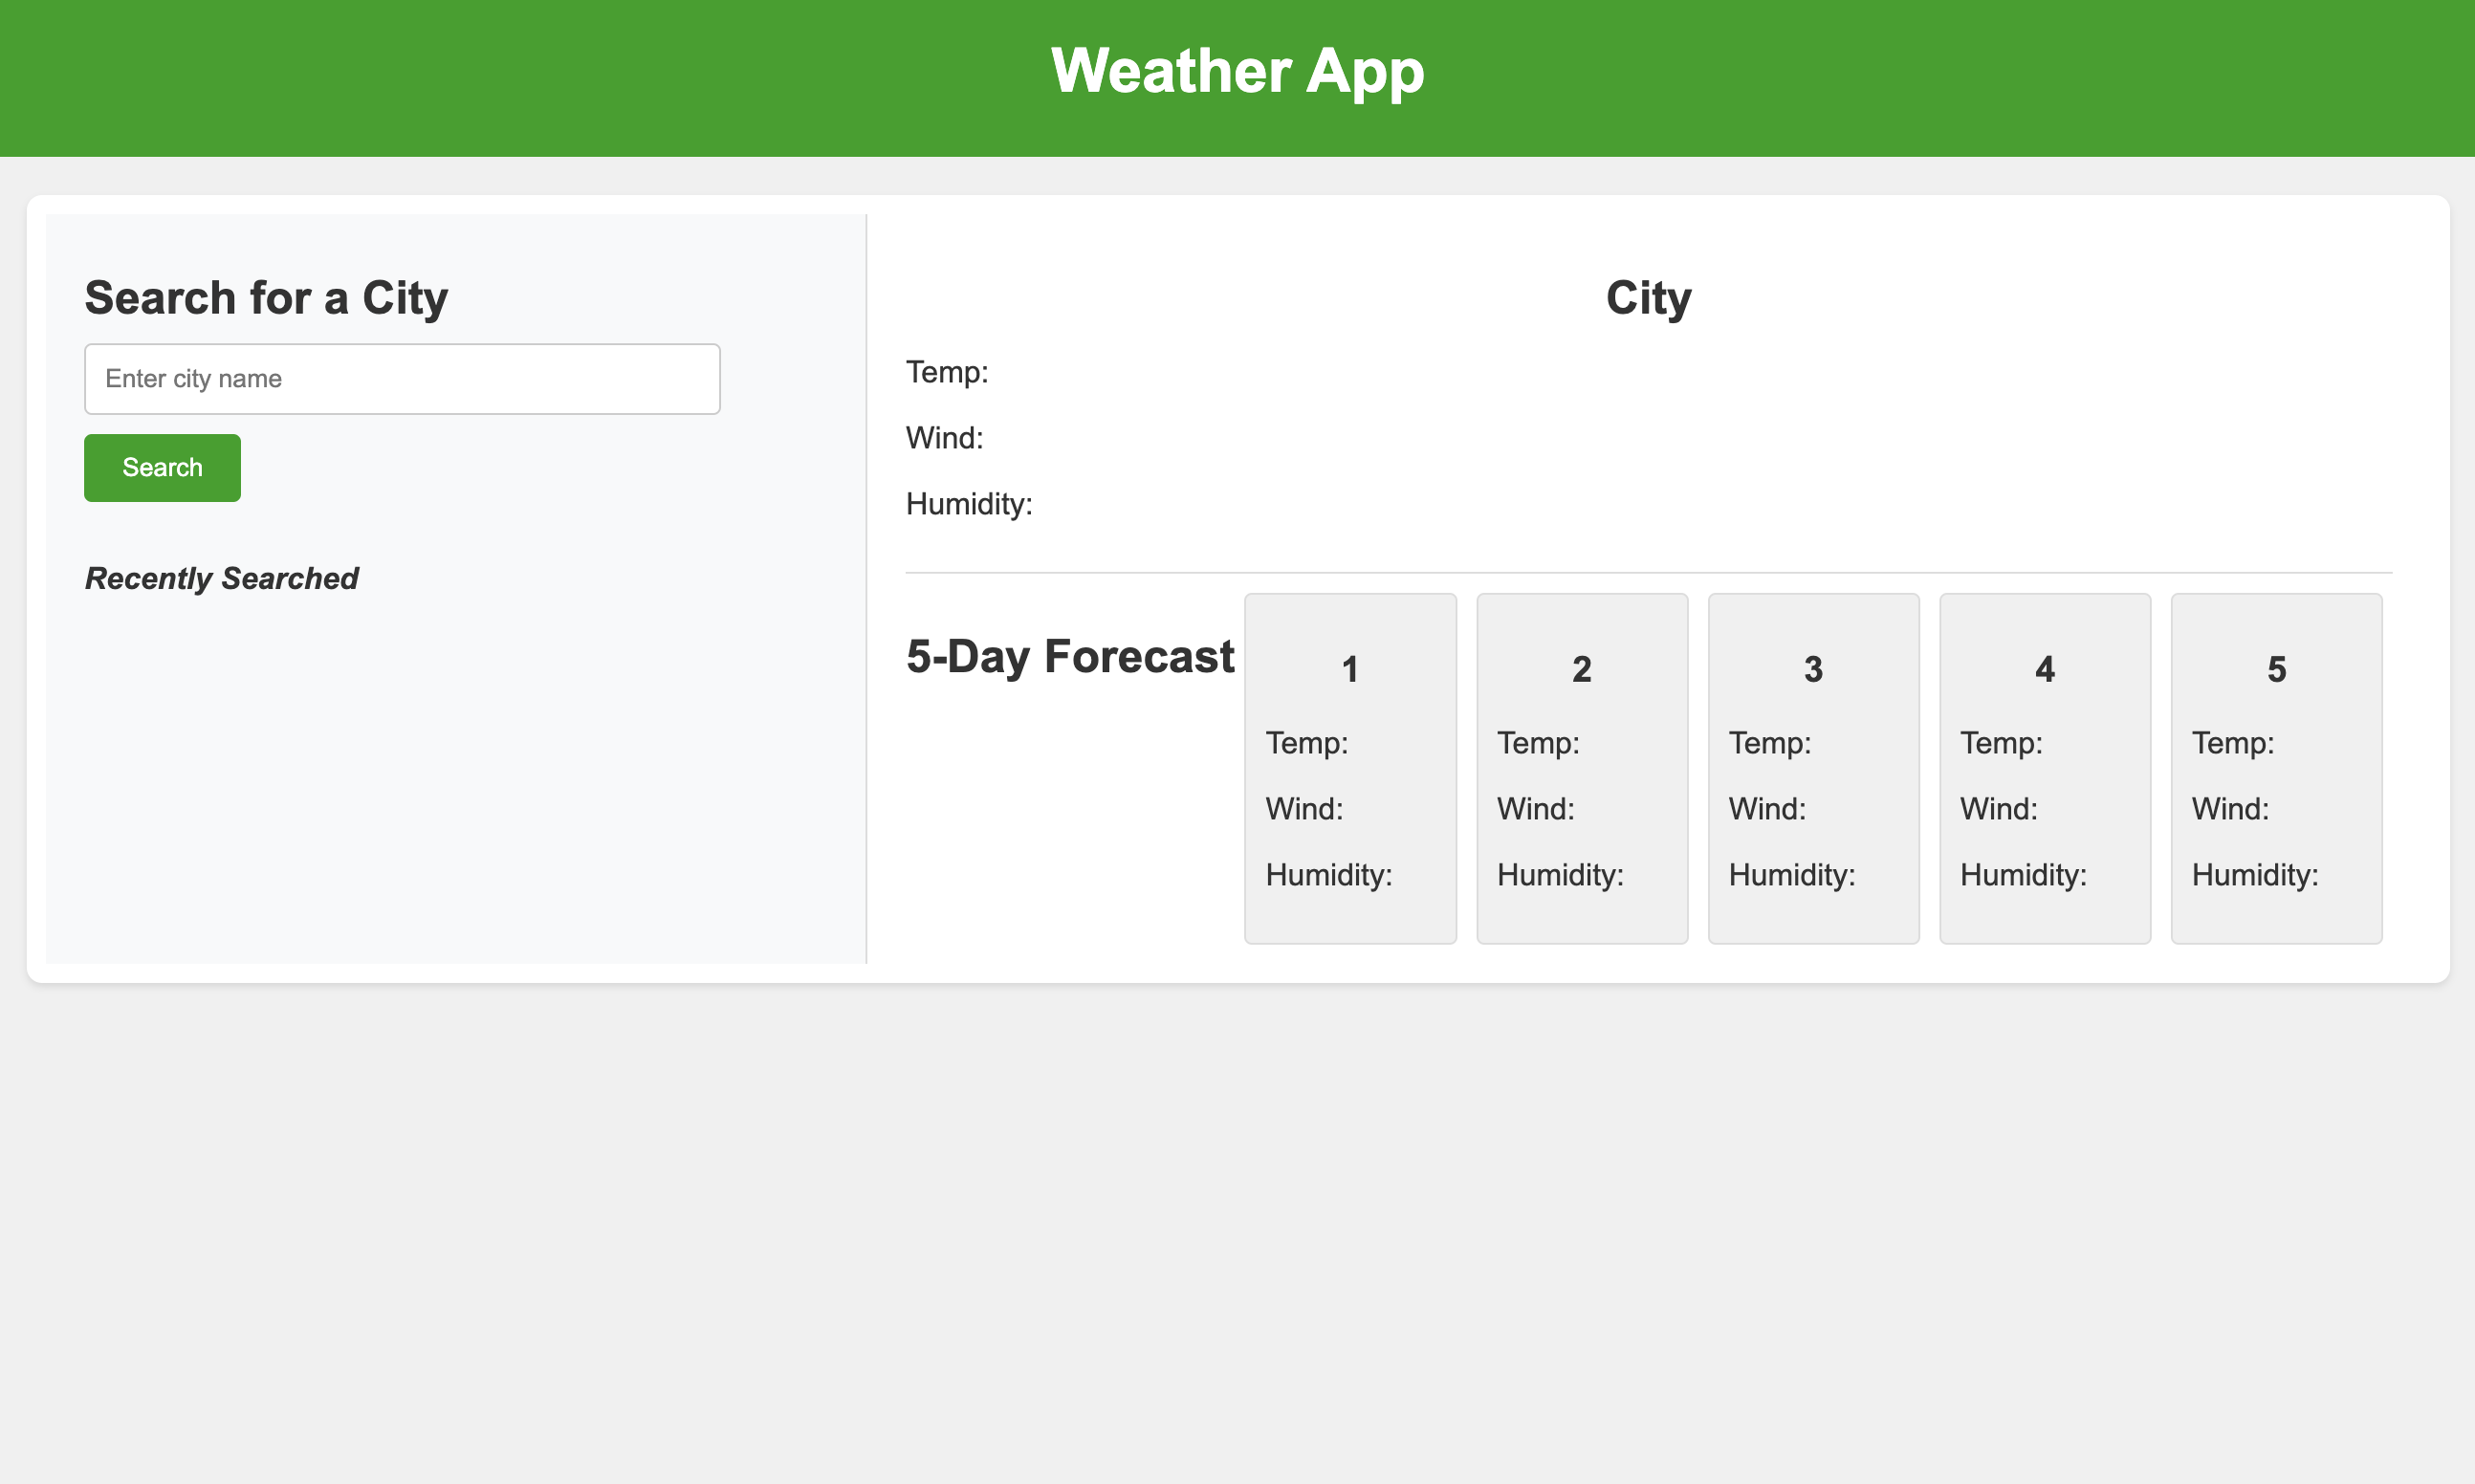 Weather App
Search for a City
Enter city name
Search
Recently Searched
City
Temp:
Wind:
Humidity:
5-Day Forecast
1
Temp:
Wind:
Humidity:
2
Temp:
Wind:
Humidity:
3
Temp:
Wind:
Humidity:
4
Temp:
Wind:
Humidity:
5
Temp:
Wind:
Humidity: